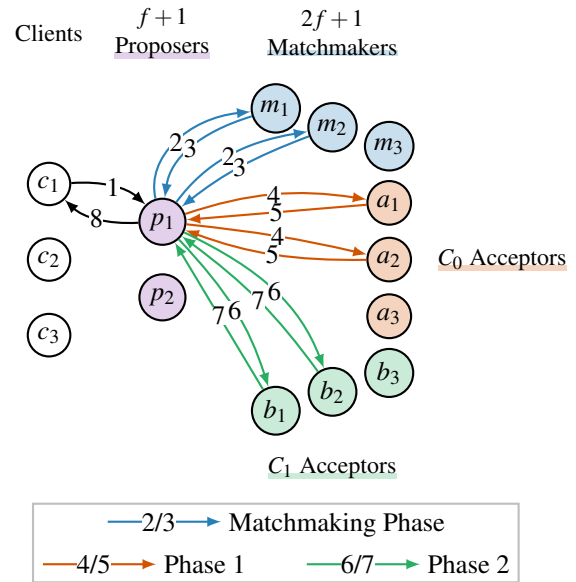 Clients
f + 1
Proposers
2f + 1
Matchmakers
m1
m2
m3
2
3
2
3
c1
1
8
p1
4
5
a1
4
5
a2
C0 Acceptors
c2
p2
a3
c3
7
6
7
6
b1
b2
b3
C1 Acceptors
2/3 Matchmaking Phase
4/5 Phase 1
6/7 Phase 2